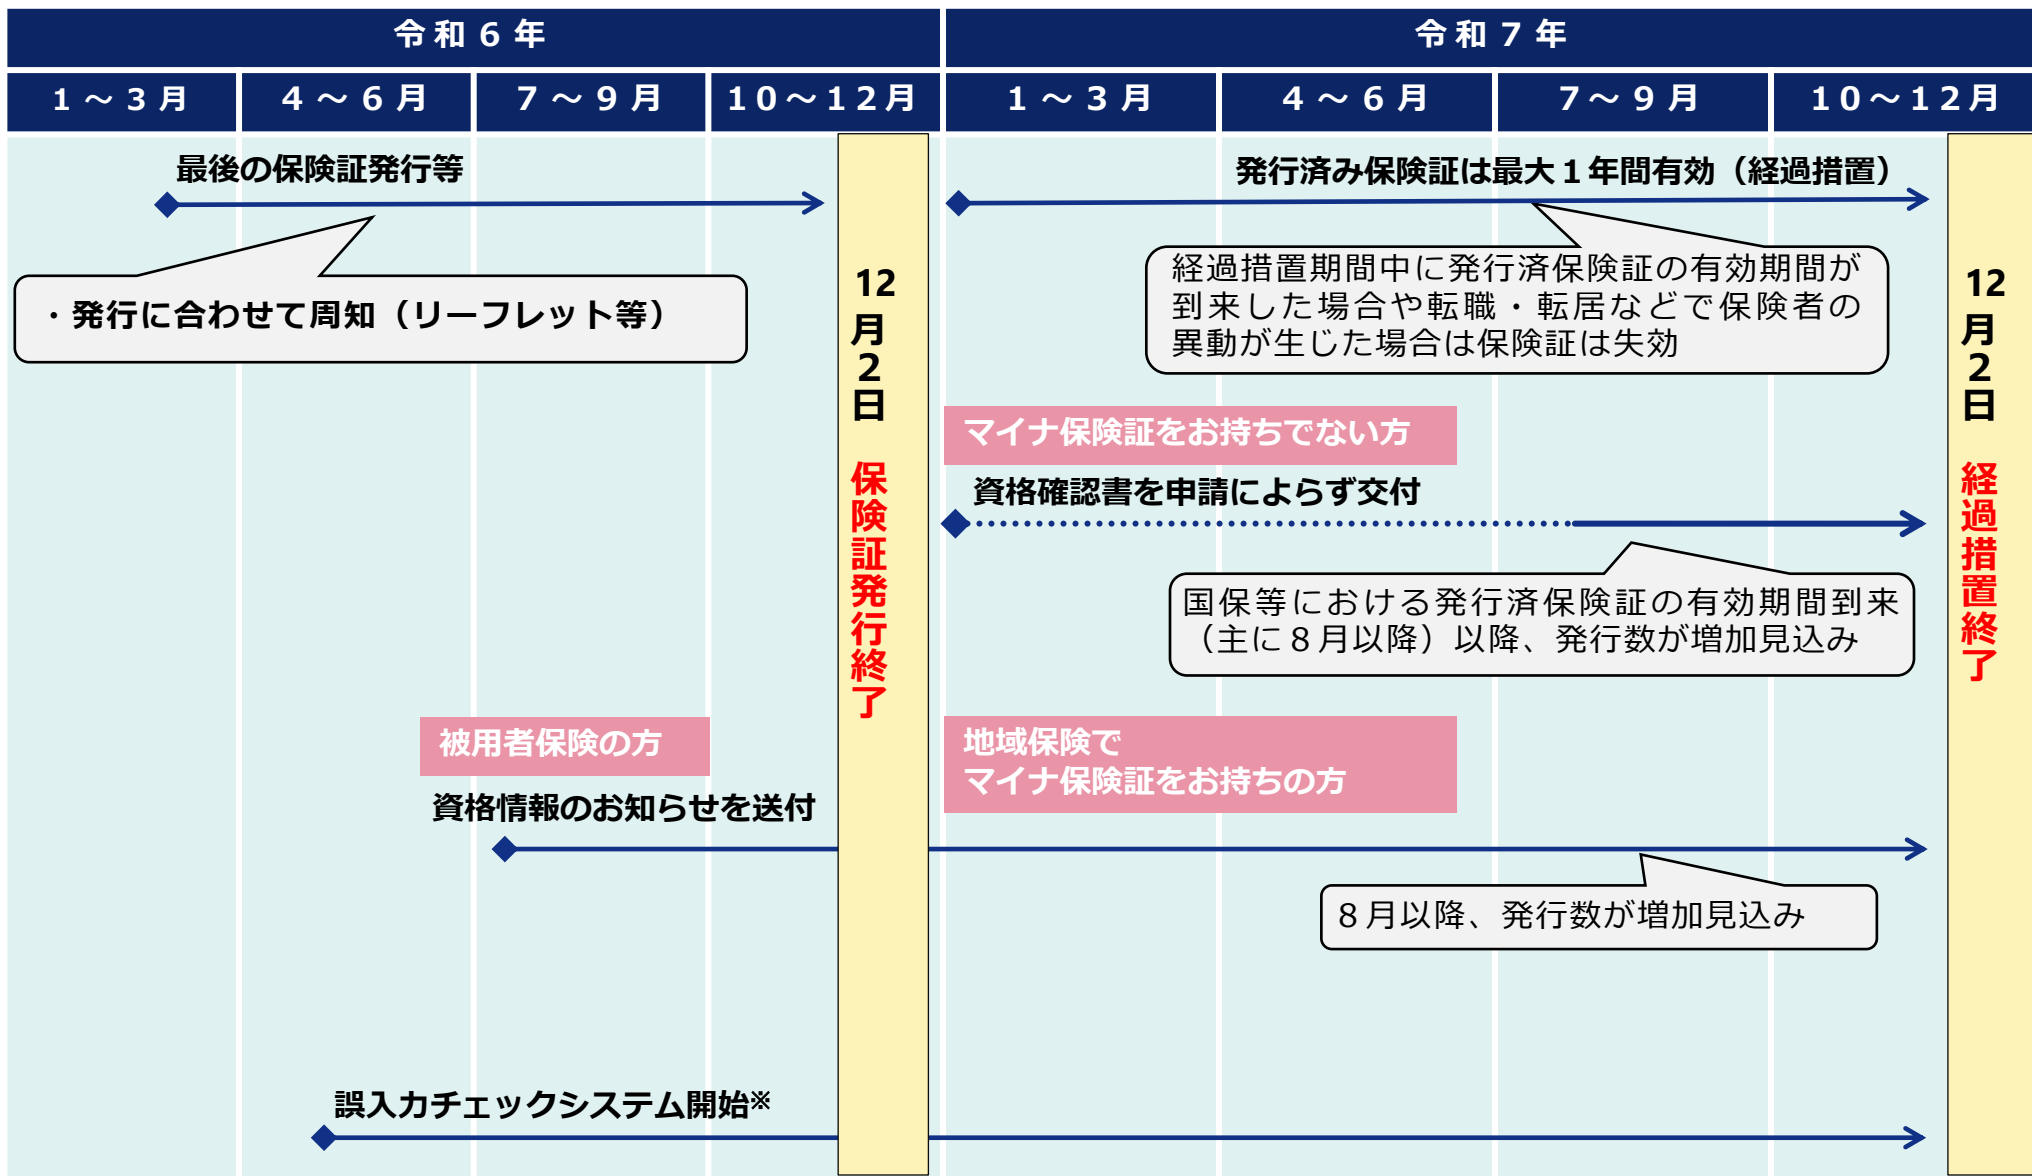 令和６年
令和７年
１～３月
４～６月
７～９月
１０～１２月
１～３月
４～６月
７～９月
１０～１２月
最後の保険証発行等
・発行に合わせて周知（リーフレット等）
12月２日　保険証発行終了
発行済み保険証は最大１年間有効（経過措置）
経過措置期間中に発行済保険証の有効期間が
到来した場合や転職・転居などで保険者の
異動が生じた場合は保険証は失効
マイナ保険証をお持ちでない方
資格確認書を申請によらず交付
国保等における発行済保険証の有効期間到来
（主に８月以降）以降、発行数が増加見込み
12月２日　経過措置終了
被用者保険の方
資格情報のお知らせを送付
地域保険で
マイナ保険証をお持ちの方
８月以降、発行数が増加見込み
誤入力チェックシステム開始※